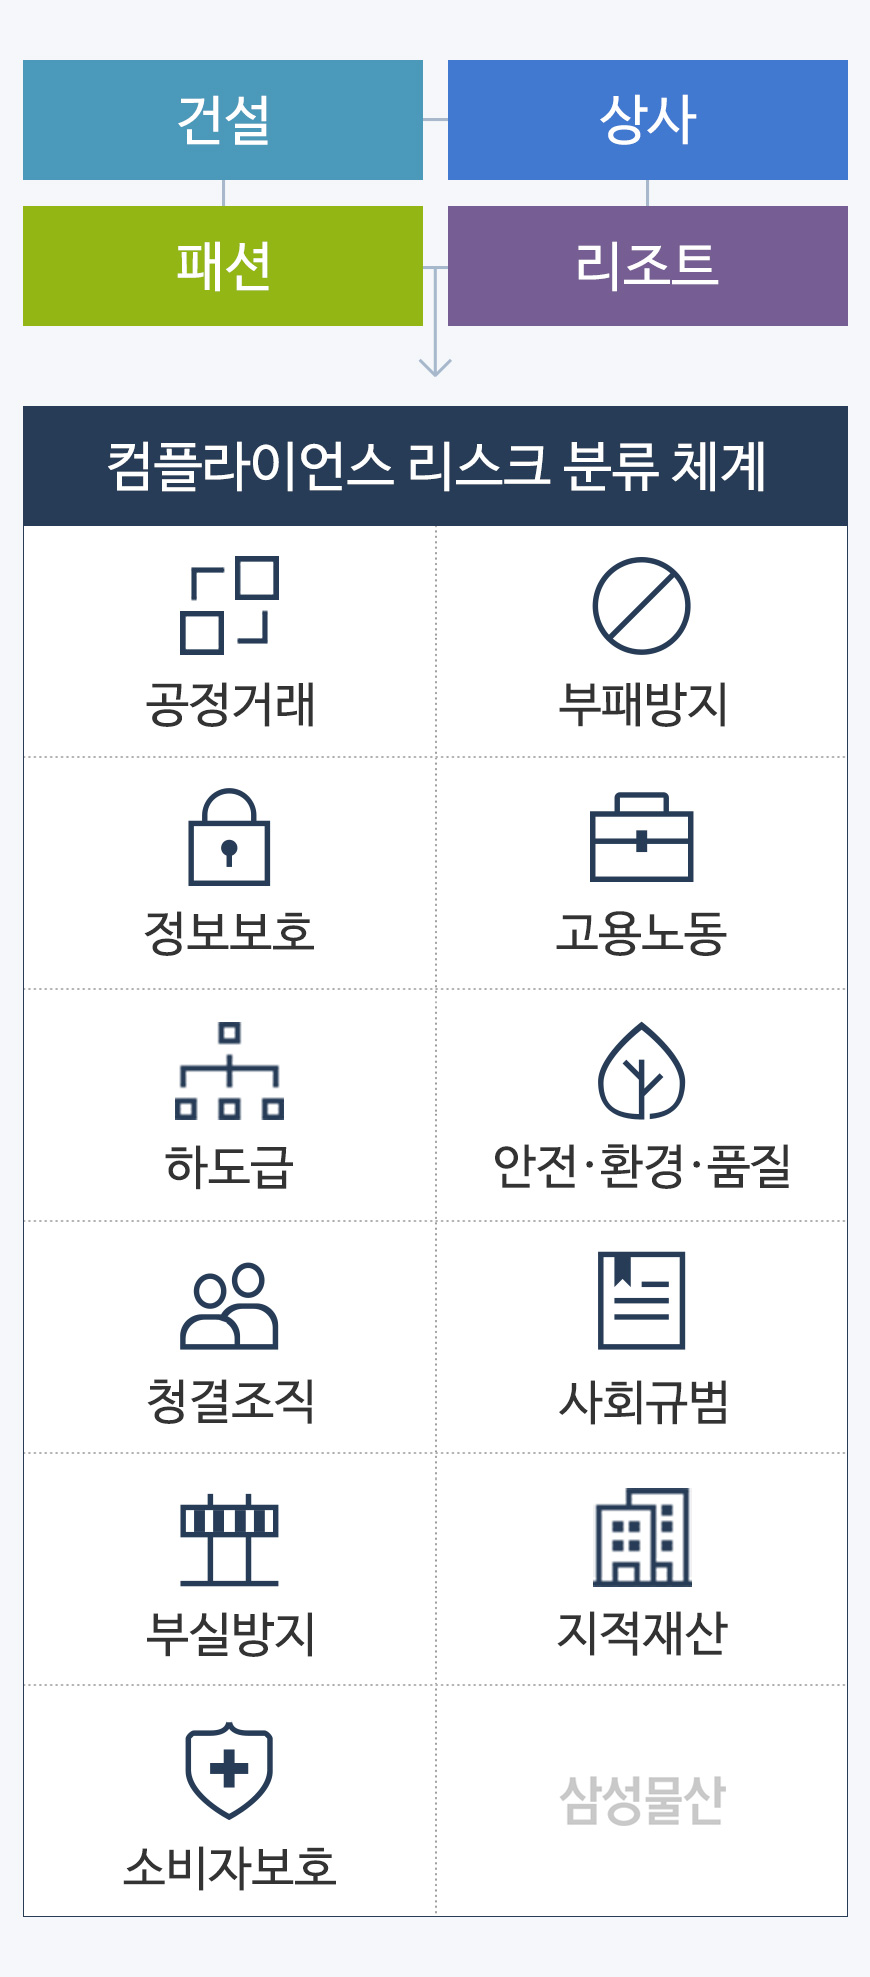 건설
상사
패션
리조트
컴플라이언스 리스크 분류 체계
공정거래
부패방지
정보보호
고용노동
하도급
안전·환경·품질
청결조직
사회규범
부실방지
지적재산
소비자보호
삼성물산